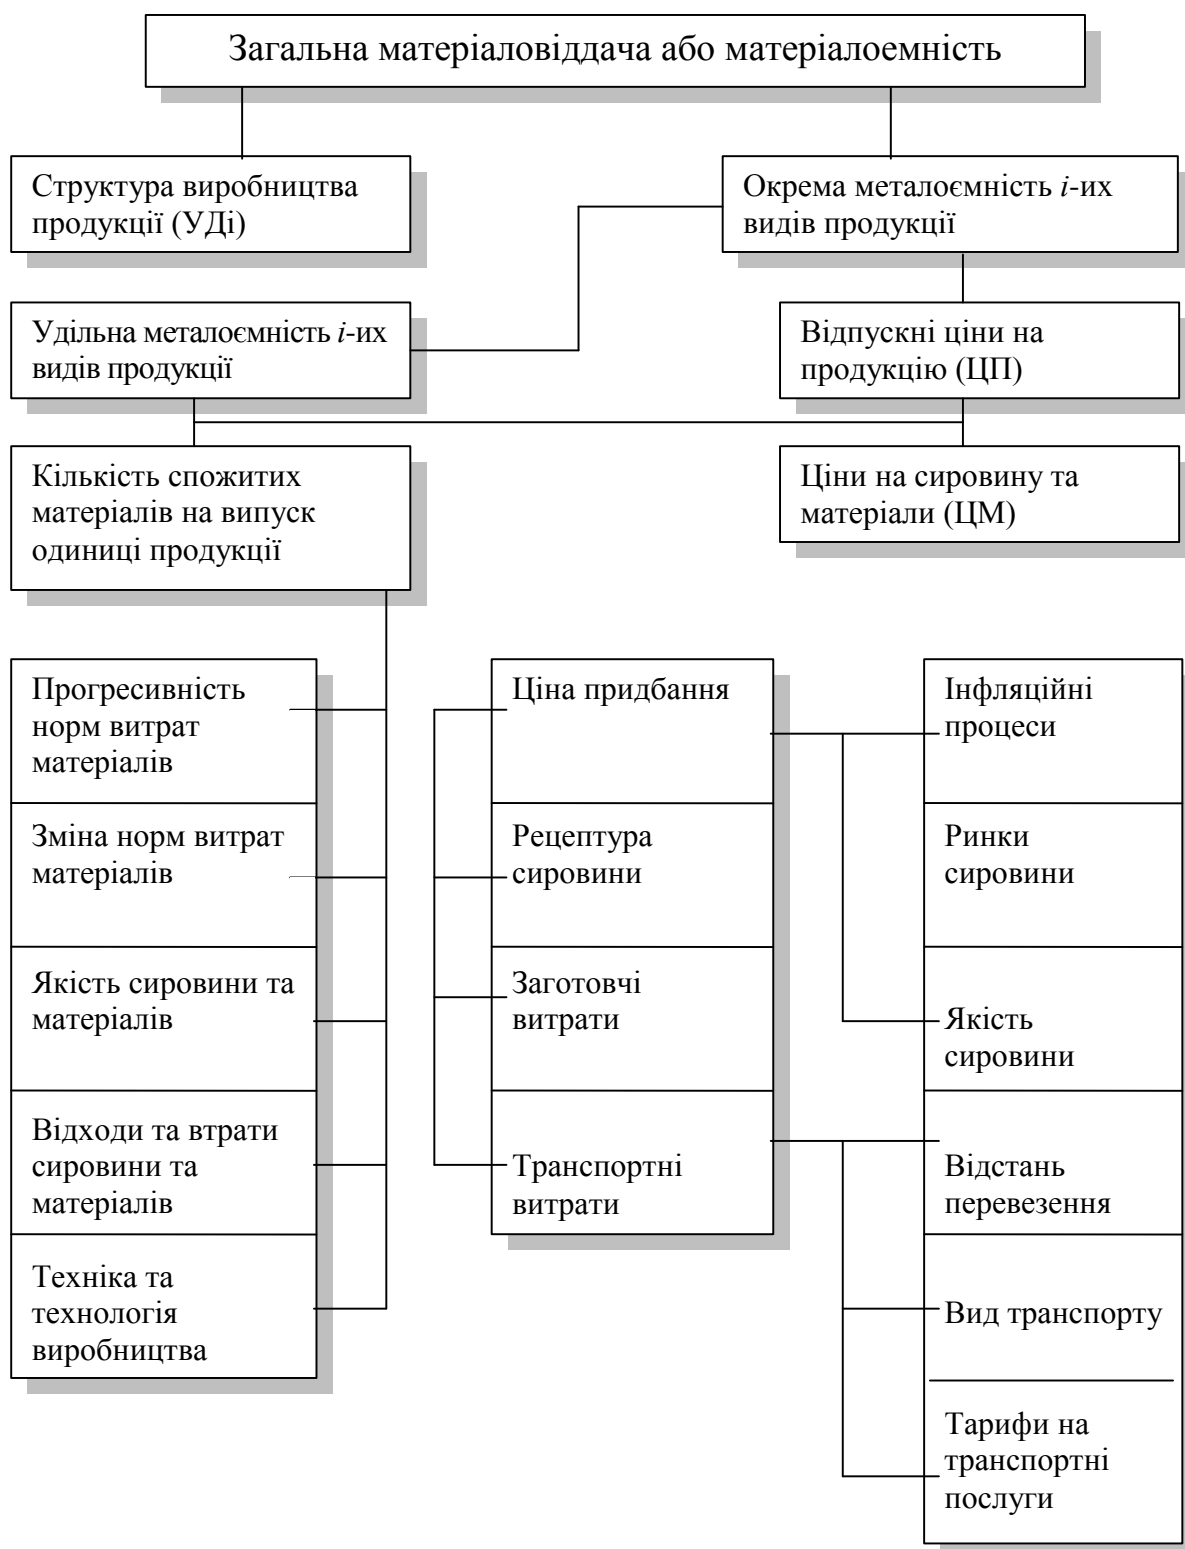 Загальна матеріаловіддача або матеріалоемність
Структура виробництва
продукції (УДі)
Окрема металоємність і-их
видів продукції
Удільна металоємність і-их
видів продукції
Відпускні ціни на
продукцію (ЦП)
Кількість спожитих
матеріалів на випуск
одиниці продукції
Ціни на сировину та
матеріали (ЦМ)
Прогресивність
норм витрат
матеріалів
Зміна норм витрат
матеріалів
Якість сировини та
матеріалів
Відходи та втрати
сировини та
матеріалів
Техніка та
технологія
виробництва
Ціна придбання
Рецептура
сировини
Заготовчі
витрати
Транспортні
витрати
Інфляційні
процеси
Ринки
сировини
Якість
сировини
Відстань
перевезення
Вид транспорту
Тарифи на
транспортні
послуги